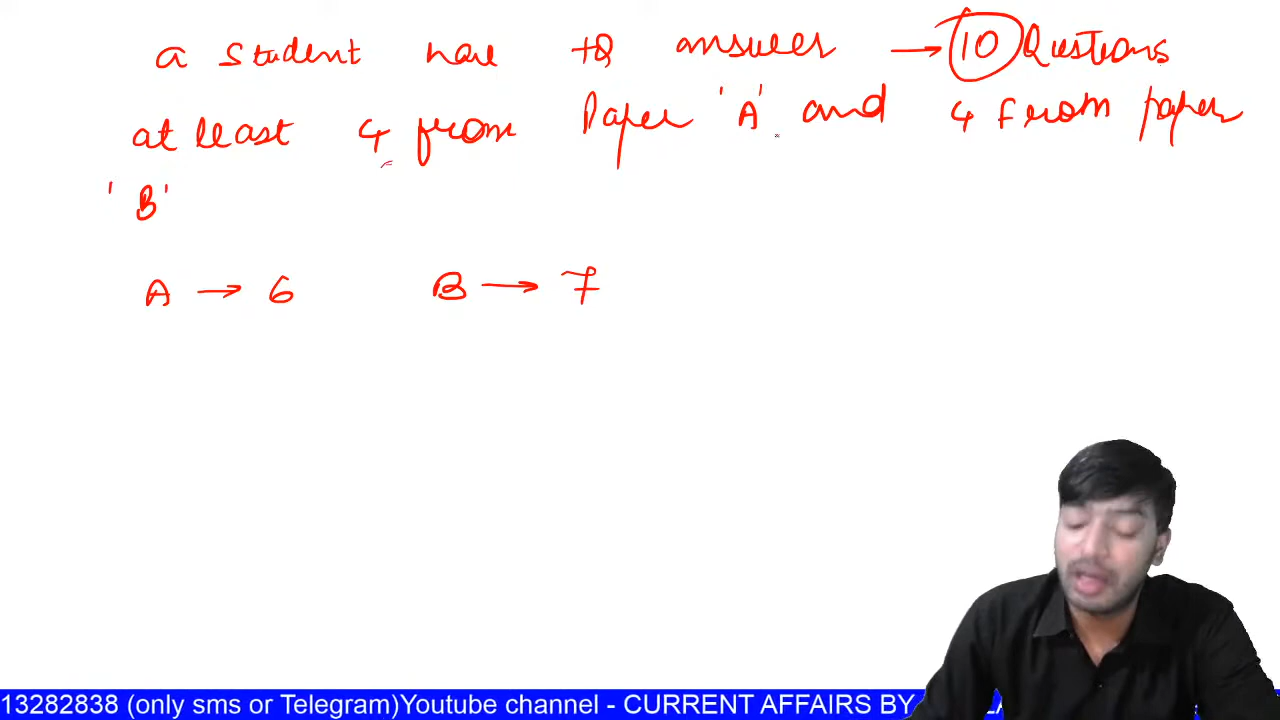 a student have to answer → 10 Questions
at least 4 from Paper 'A' and 4 from paper
'B'
A → 6 B → 7
13282838 (only sms or Telegram)Youtube channel - CURRENT AFFAIRS BY